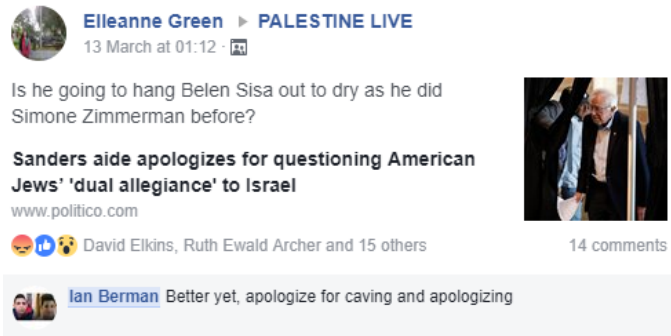 Elleanne Green ▸ PALESTINE LIVE
13 March at 01:12 ·
Is he going to hang Belen Sisa out to dry as he did
Simone Zimmerman before?
Sanders aide apologizes for questioning American
Jews' 'dual allegiance' to Israel
www.politico.com
David Elkins, Ruth Ewald Archer and 15 others
14 comments
Ian Berman Better yet, apologize for caving and apologizing